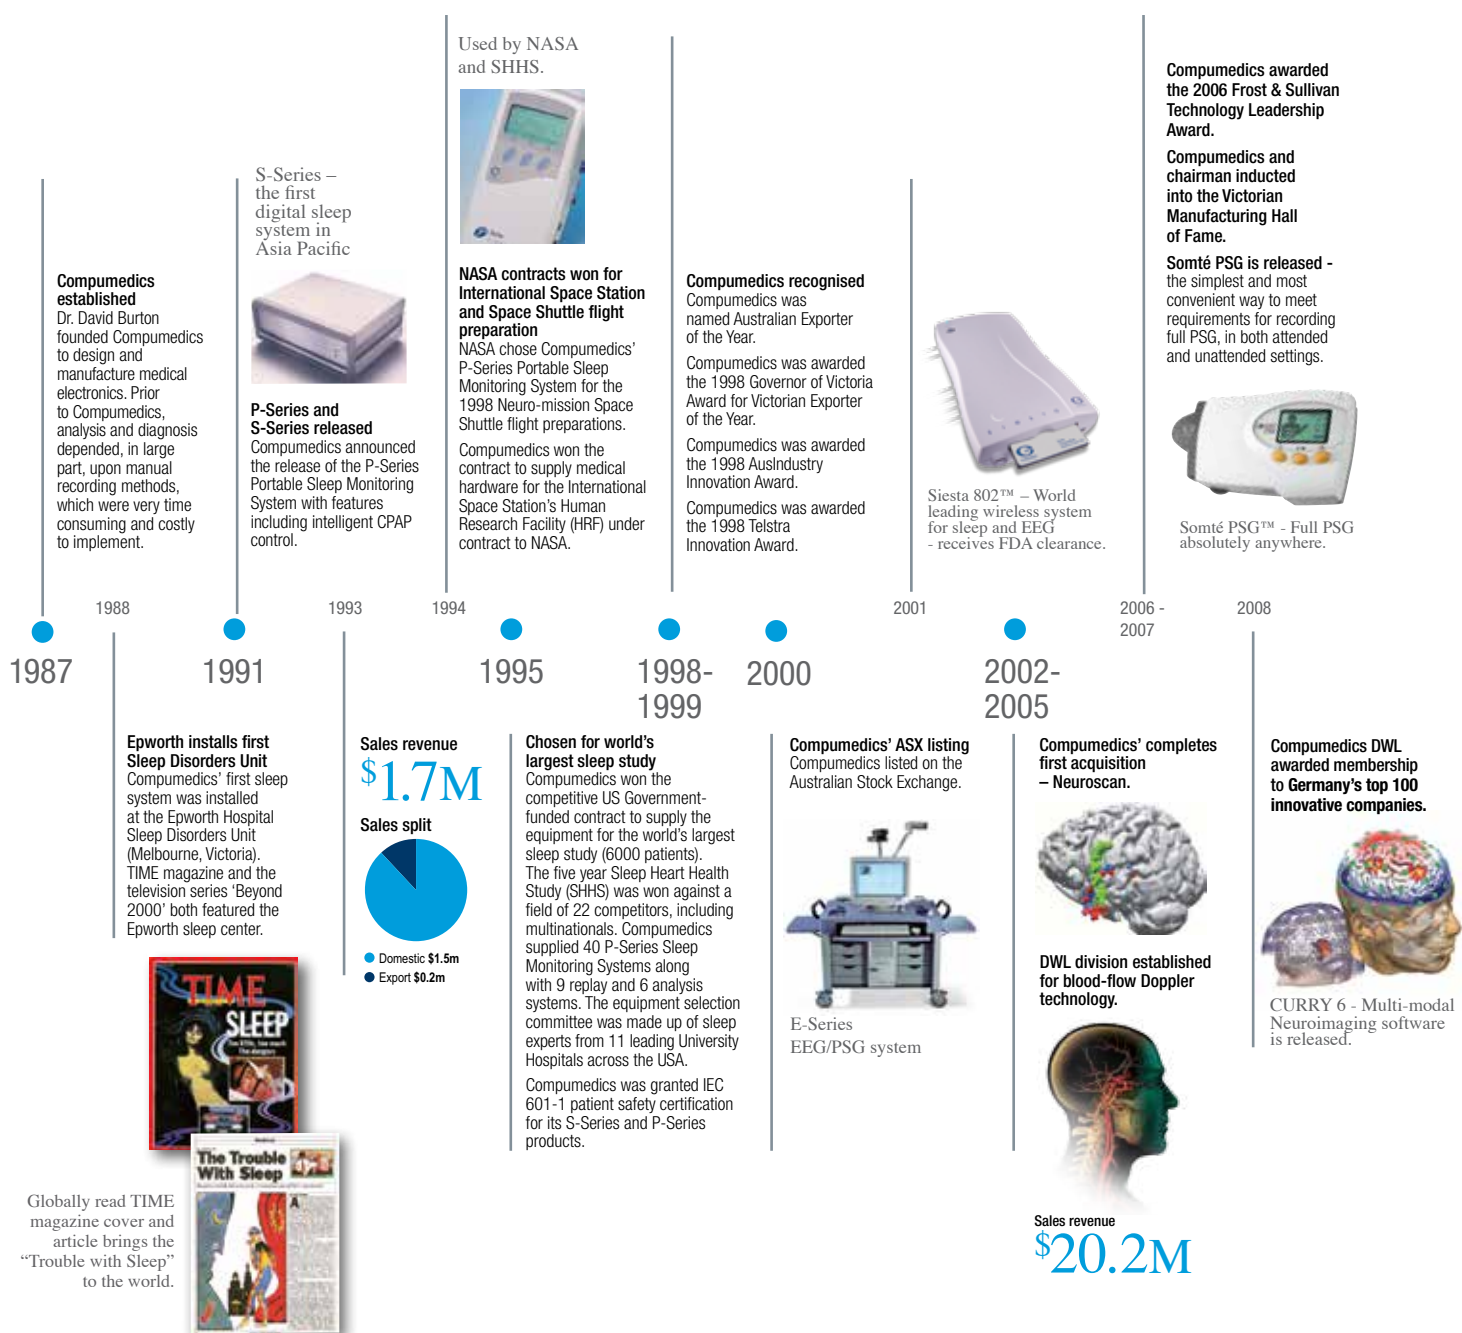 Compumedics
established
Dr. David Burton
founded Compumedics
to design and
manufacture medical
electronics. Prior
to Compumedics,
analysis and diagnosis
depended, in large
part, upon manual
recording methods,
which were very time
consuming and costly
to implement.
S-Series –
the first
digital sleep
system in
Asia Pacific
P-Series and
S-Series released
Compumedics announced
the release of the P-Series
Portable Sleep Monitoring
System with features
including intelligent CPAP
control.
Used by NASA
and SHHS.
NASA contracts won for
International Space Station
and Space Shuttle flight
preparation
NASA chose Compumedics’
P-Series Portable Sleep
Monitoring System for the
1998 Neuro-mission Space
Shuttle flight preparations.
Compumedics won the
contract to supply medical
hardware for the International
Space Station’s Human
Research Facility (HRF) under
contract to NASA.
Compumedics recognised
Compumedics was
named Australian Exporter
of the Year.
Compumedics was awarded
the 1998 Governor of Victoria
Award for Victorian Exporter
of the Year.
Compumedics was awarded
the 1998 AusIndustry
Innovation Award.
Compumedics was awarded
the 1998 Telstra
Innovation Award.
Siesta 802™ – World
leading wireless system
for sleep and EEG
- receives FDA clearance.
Compumedics awarded
the 2006 Frost & Sullivan
Technology Leadership
Award.
Compumedics and
chairman inducted
into the Victorian
Manufacturing Hall
of Fame.
Somté PSG is released -
the simplest and most
convenient way to meet
requirements for recording
full PSG, in both attended
and unattended settings.
Somté PSG™ - Full PSG
absolutely anywhere.
1988
1993
1994
2001
2006 -
2007
2008
1987
1991
1995
1998-
1999
2000
2002-
2005
Epworth installs first
Sleep Disorders Unit
Compumedics’ first sleep
system was installed
at the Epworth Hospital
Sleep Disorders Unit
(Melbourne, Victoria).
TIME magazine and the
television series ‘Beyond
2000’ both featured the
Epworth sleep center.
TIME
SLEEP
The Trouble
With Sleep
Globally read TIME
magazine cover and
article brings the
“Trouble with Sleep”
to the world.
Sales revenue
$1.7M
Sales split
Domestic $1.5m
Export $0.2m
Chosen for world’s
largest sleep study
Compumedics won the
competitive US Government-
funded contract to supply the
equipment for the world’s largest
sleep study (6000 patients).
The five year Sleep Heart Health
Study (SHHS) was won against a
field of 22 competitors, including
multinationals. Compumedics
supplied 40 P-Series Sleep
Monitoring Systems along
with 9 replay and 6 analysis
systems. The equipment selection
committee was made up of sleep
experts from 11 leading University
Hospitals across the USA.
Compumedics was granted IEC
601-1 patient safety certification
for its S-Series and P-Series
products.
Compumedics’ ASX listing
Compumedics listed on the
Australian Stock Exchange.
E-Series
EEG/PSG system
Compumedics’ completes
first acquisition
– Neuroscan.
DWL division established
for blood-flow Doppler
technology.
Sales revenue
$20.2M
Compumedics DWL
awarded membership
to Germany’s top 100
innovative companies.
CURRY 6 - Multi-modal
Neuroimaging software
is released.